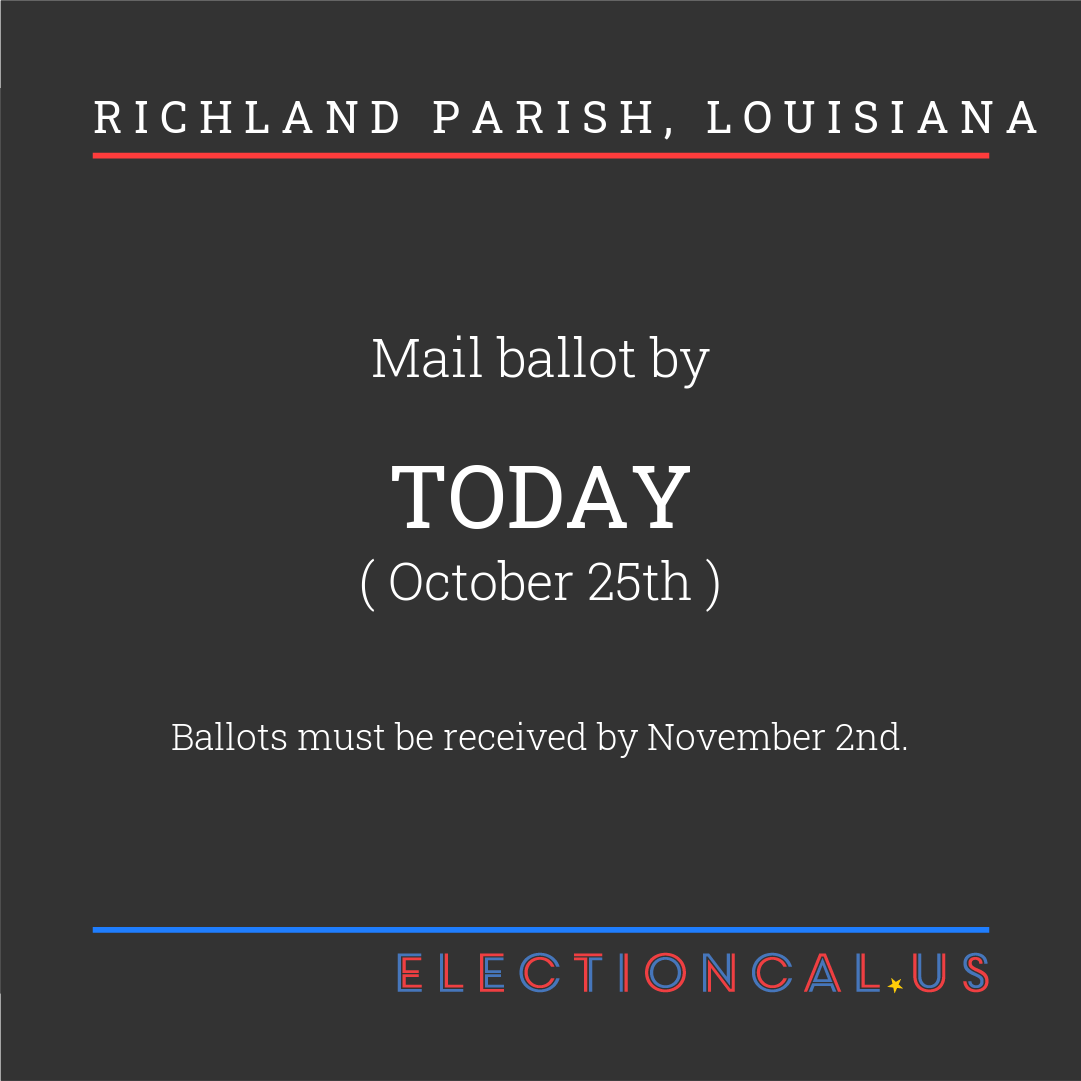 RICHLAND PARISH, LOUISIANA
Mail ballot by
TODAY
( October 25th )
Ballots must be received by November 2nd.
ELECTIONCAL.US